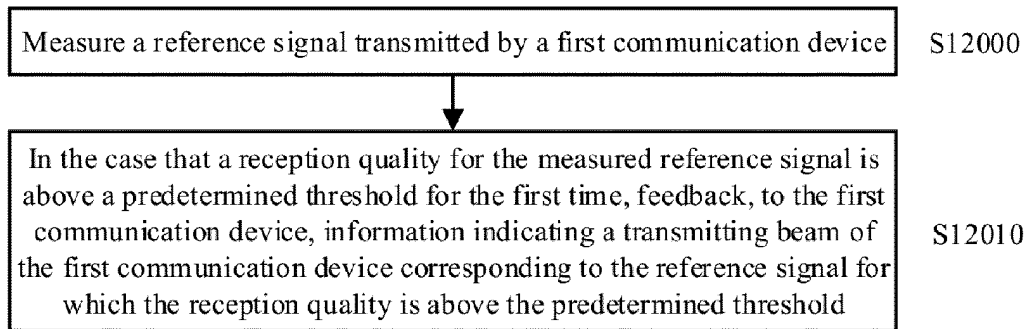 Measure a reference signal transmitted by a first communication device
S12000
In the case that a reception quality for the measured reference signal is
above a predetermined threshold for the first time, feedback, to the first
communication device, information indicating a transmitting beam of
the first communication device corresponding to the reference signal for
which the reception quality is above the predetermined threshold
S12010